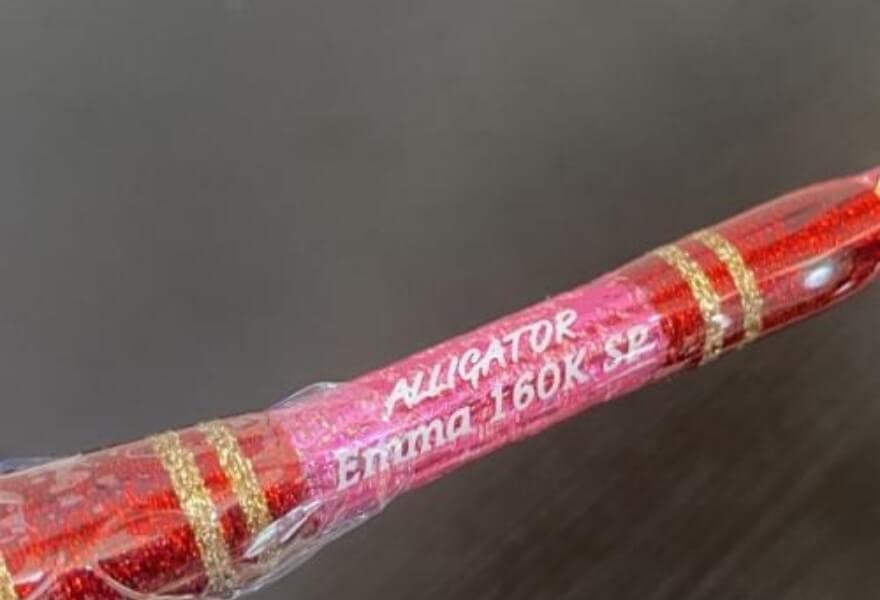 ALLIGATOR
Emma 160K SP